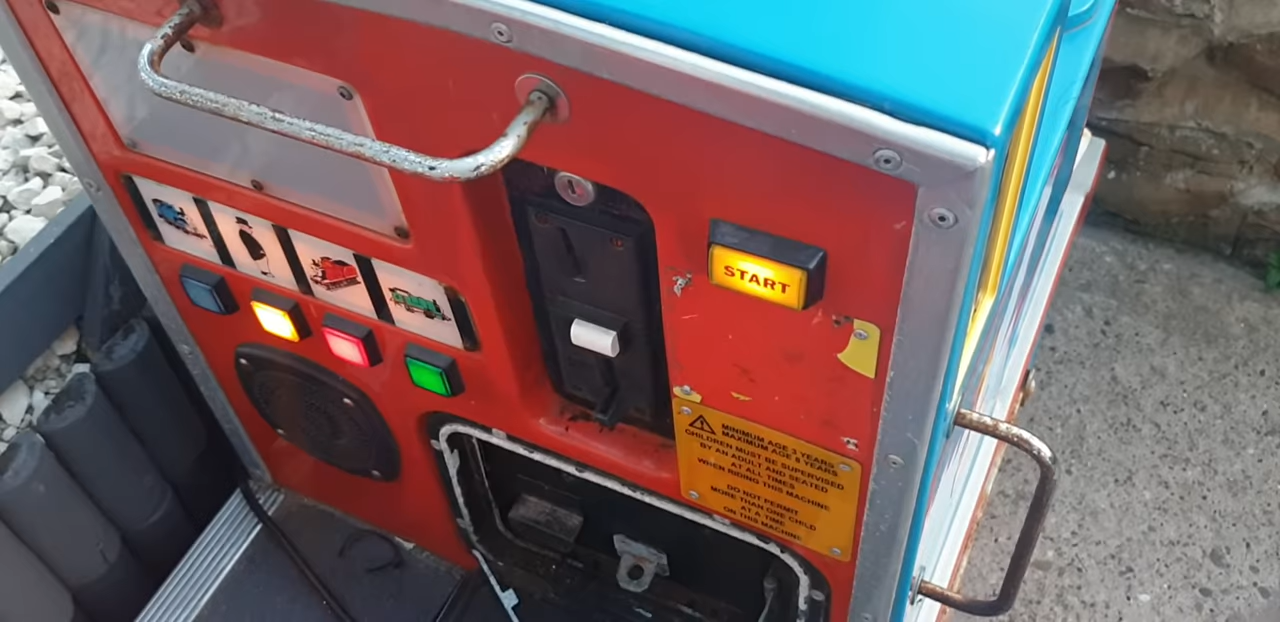 START
MINIMUM AGE 3 YEARS
MAXIMUM AGE 8 YEARS
CHILDREN MUST BE SUPERVISED
BY AN ADULT AND SEATED
AT ALL TIMES
WHEN RIDING THIS MACHINE
DO NOT PERMIT
MORE THAN ONE CHILD
AT A TIME
ON THIS MACHINE